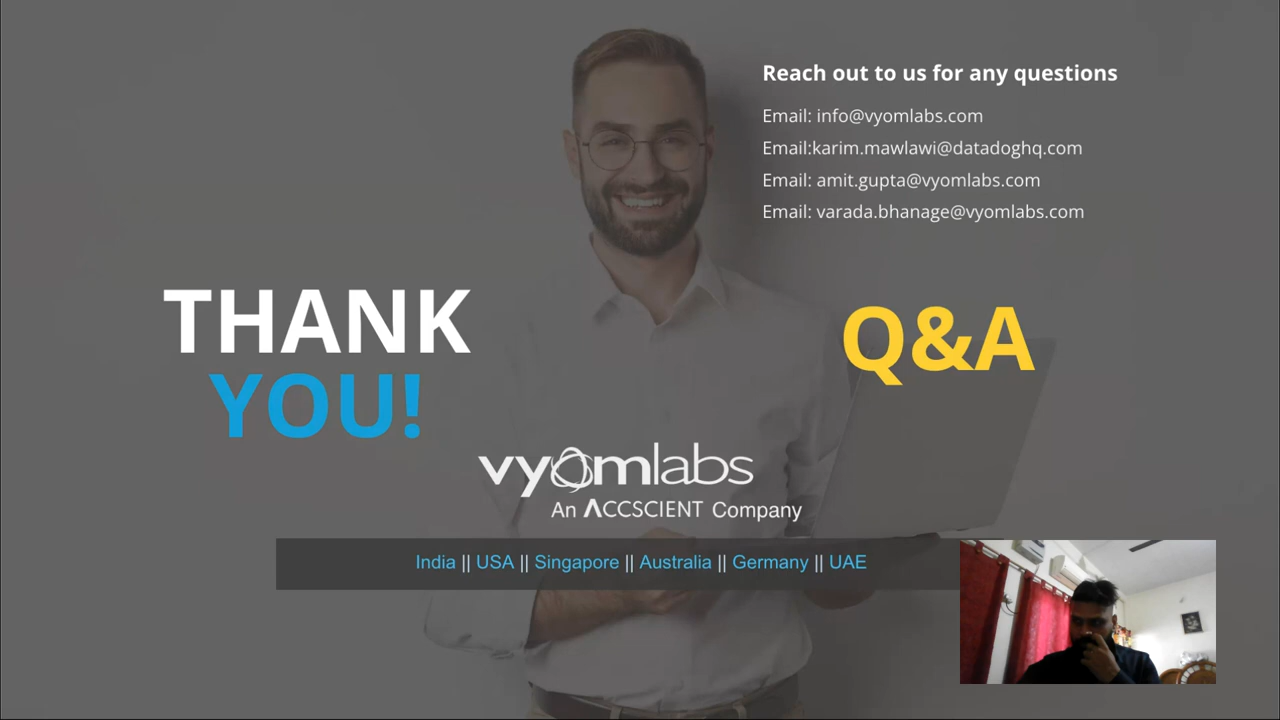 Reach out to us for any questions
Email: info@vyomlabs.com
Email:karim.mawlawi@datadoghq.com
Email: amit.gupta@vyomlabs.com
Email: varada.bhanage@vyomlabs.com
THANK
YOU!
Q&A
vyomlabs
An ACCSCIENT Company
India || USA || Singapore || Australia || Germany || UAE